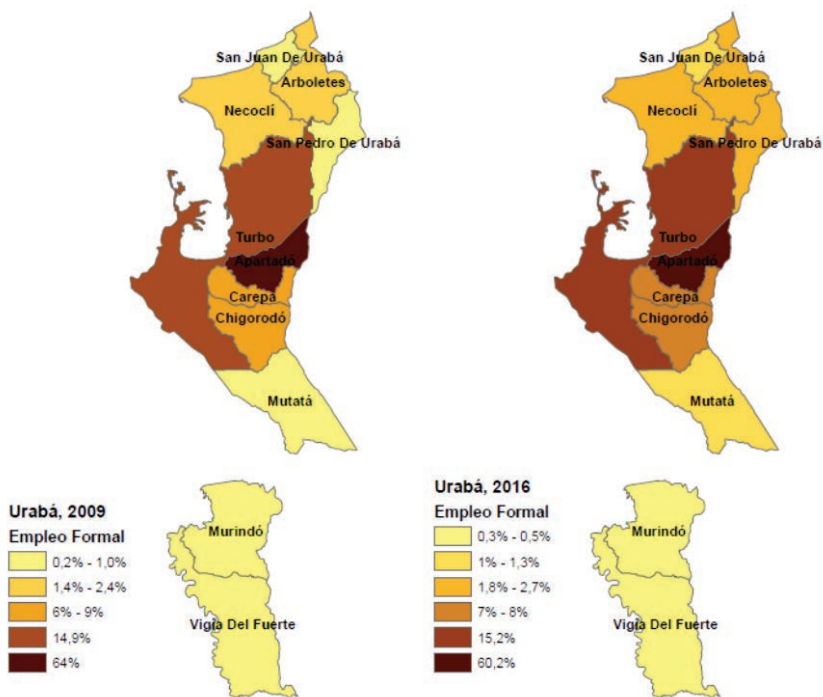 San Juan De Urabá
Arboletes
Necoclí
San Pedro De Urabá
Turbo
Apartadó
Carepa
Chigorodó
Mutatá
Urabá, 2009
Empleo Formal
0,2% - 1,0%
1,4% - 2,4%
6% - 9%
14,9%
64%
Murindó
Vigía Del Fuerte
San Juan De Urabá
Arboletes
Necoclí
San Pedro De Urabá
Turbo
Apartadó
Carepa
Chigorodó
Mutatá
Urabá, 2016
Empleo Formal
0,3% - 0,5%
1% - 1,3%
1,8% - 2,7%
7% - 8%
15,2%
60,2%
Murindó
Vigía Del Fuerte